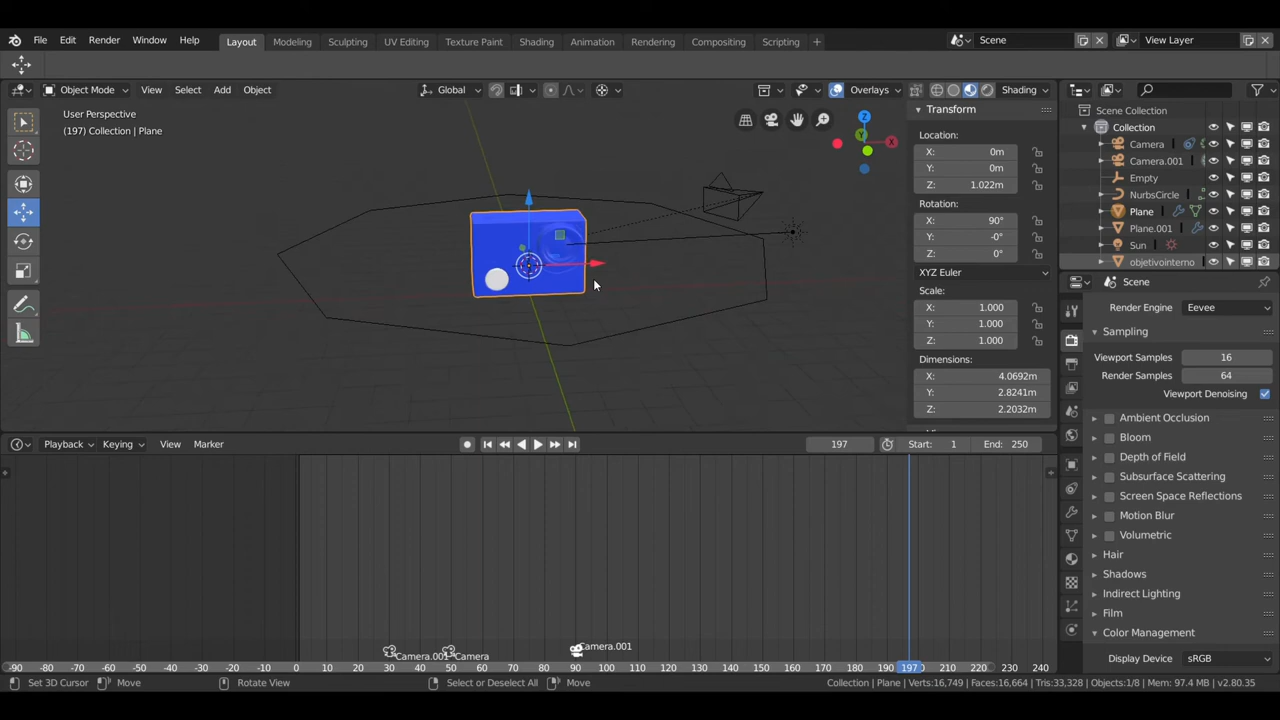 File Edit Render Window Help Layout Modeling Sculpting UV Editing Texture Paint Shading Animation Rendering Compositing Scripting + Scene View Layer
Object Mode View Select Add Object Global Overlays Shading
User Perspective
(197) Collection | Plane
Transform
Location:
X: 0m
Y: 0m
Z: 1.022m
Rotation:
X: 90°
Y: -0°
Z: 0°
XYZ Euler
Scale:
X: 1.000
Y: 1.000
Z: 1.000
Dimensions:
X: 4.0692m
Y: 2.8241m
Z: 2.2032m
Z
Y
X
Scene Collection
Collection
Camera
Camera.001
Empty
NurbsCircle
Plane
Plane.001
Sun
objetivointerno
Scene
Render Engine Eevee
Sampling
Viewport Samples 16
Render Samples 64
Viewport Denoising
Ambient Occlusion
Bloom
Depth of Field
Subsurface Scattering
Screen Space Reflections
Motion Blur
Volumetric
Hair
Shadows
Indirect Lighting
Film
Color Management
Display Device sRGB
Playback Keying View Marker 197 Start: 1 End: 250
Camera.001 Camera Camera.001
-90 -80 -70 -60 -50 -40 -30 -20 -10 0 10 20 30 40 50 60 70 80 90 100 110 120 130 140 150 160 170 180 190 197 210 220 230 240
Set 3D Cursor Move Rotate View Select or Deselect All Move Collection | Plane | Verts:16,749 | Faces:16,664 | Tris:33,328 | Objects:1/8 | Mem: 97.4 MB | v2.80.35